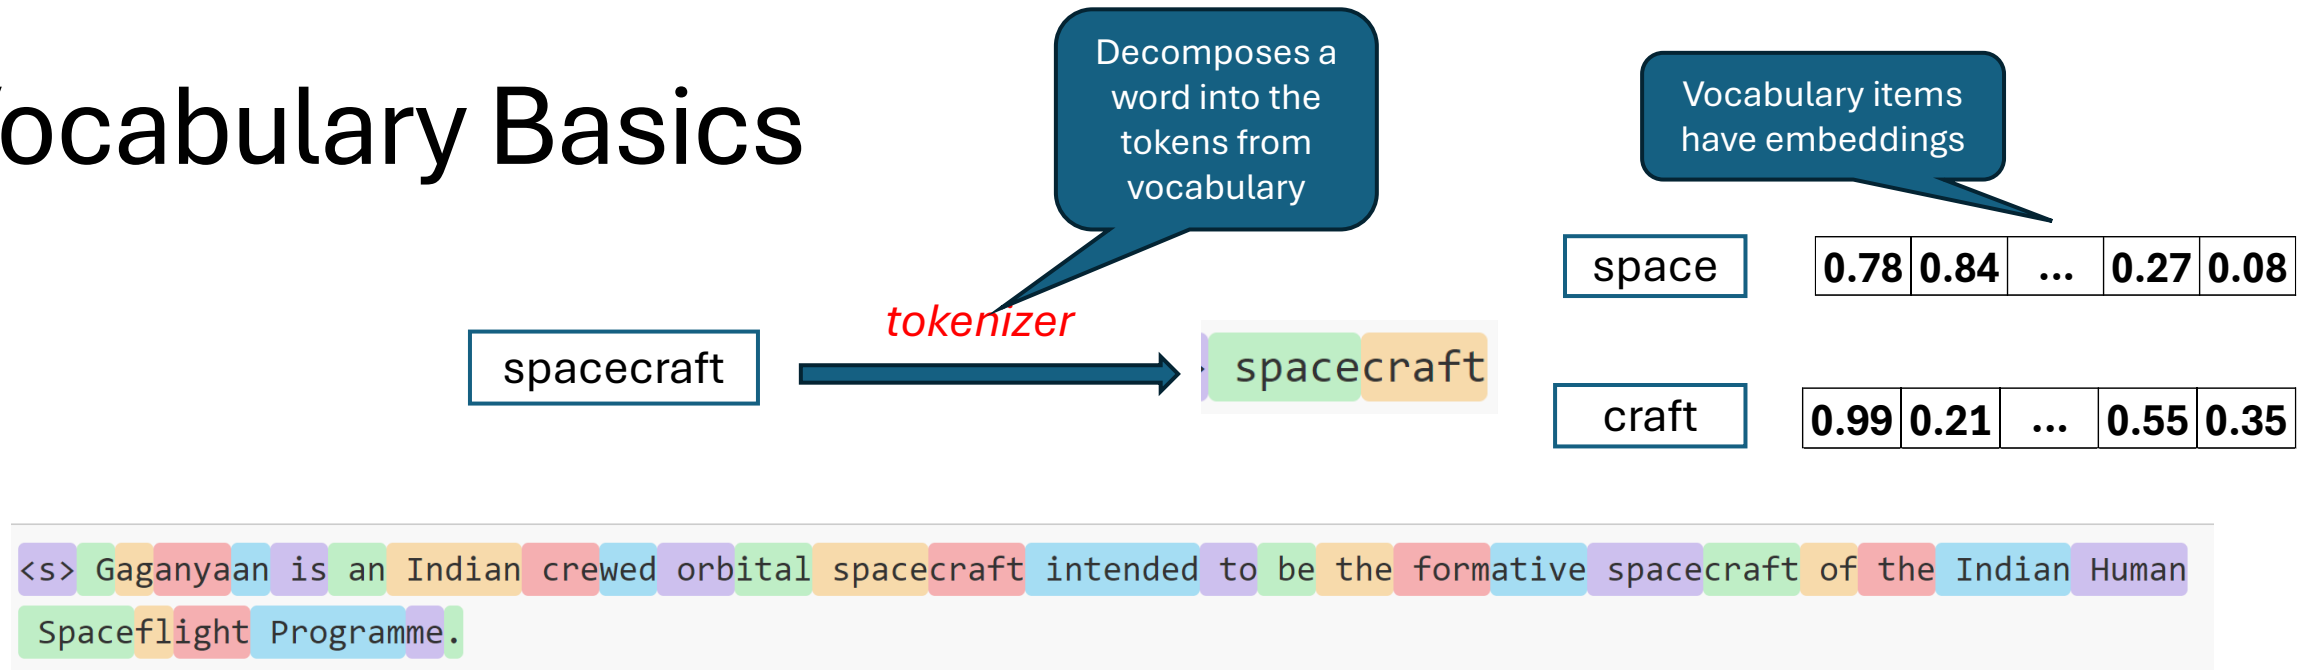 ocabulary Basics
Decomposes a
word into the
tokens from
vocabulary
Vocabulary items
have embeddings
spacecraft
tokenizer
spacecraft
space
0.78 0.84 ... 0.27 0.08
craft
0.99 0.21 ... 0.55 0.35
<s> Gaganyaan is an Indian crewed orbital spacecraft intended to be the formative spacecraft of the Indian Human
Spaceflight Programme.